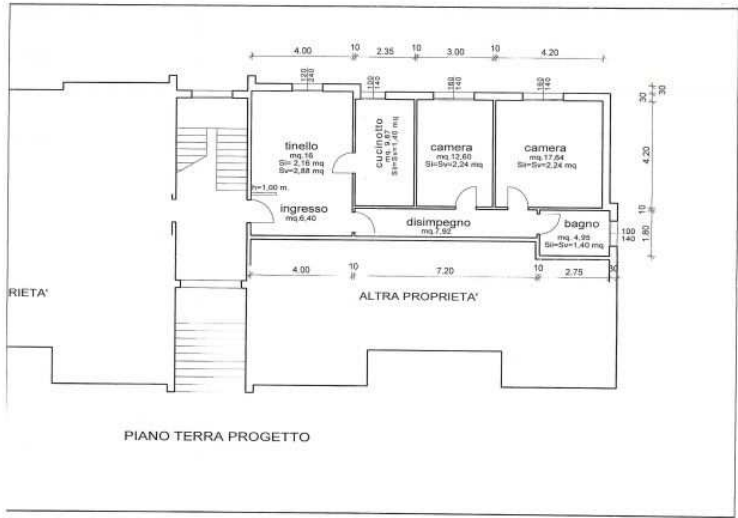 4.00
10
2.35
10
3.00
10
4.20
120
240
100
140
160
140
160
140
30
30
tinello
mq.16
Si= 2,16 mq
Sv=2,88 mq
cucinotto
mq. 9,87
Si=Sv=1,40 mq
camera
mq.12,60
Si=Sv=2,24 mq
camera
mq.17,64
Si=Sv=2,24 mq
4.20
h=1,00 m.
ingresso
mq.6,40
disimpegno
mq.7,92
bagno
mq. 4,95
Si=Sv=1,40 mq
100
140
10
1.80
4.00
10
7.20
10
2.75
30
RIETA'
ALTRA PROPRIETA'
PIANO TERRA PROGETTO